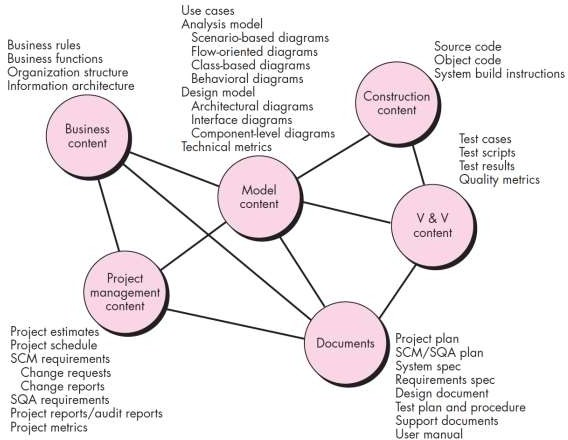 Use cases
Analysis model
Scenario-based diagrams
Flow-oriented diagrams
Class-based diagrams
Behavioral diagrams
Design model
Architectural diagrams
Interface diagrams
Component-level diagrams
Technical metrics
Business rules
Business functions
Organization structure
Information architecture
Source code
Object code
System build instructions
Business
content
Construction
content
Test cases
Test scripts
Test results
Quality metrics
Model
content
V & V
content
Project
management
content
Documents
Project estimates
Project schedule
SCM requirements
Change requests
Change reports
SQA requirements
Project reports/audit reports
Project metrics
Project plan
SCM/SQA plan
System spec
Requirements spec
Design document
Test plan and procedure
Support documents
User manual